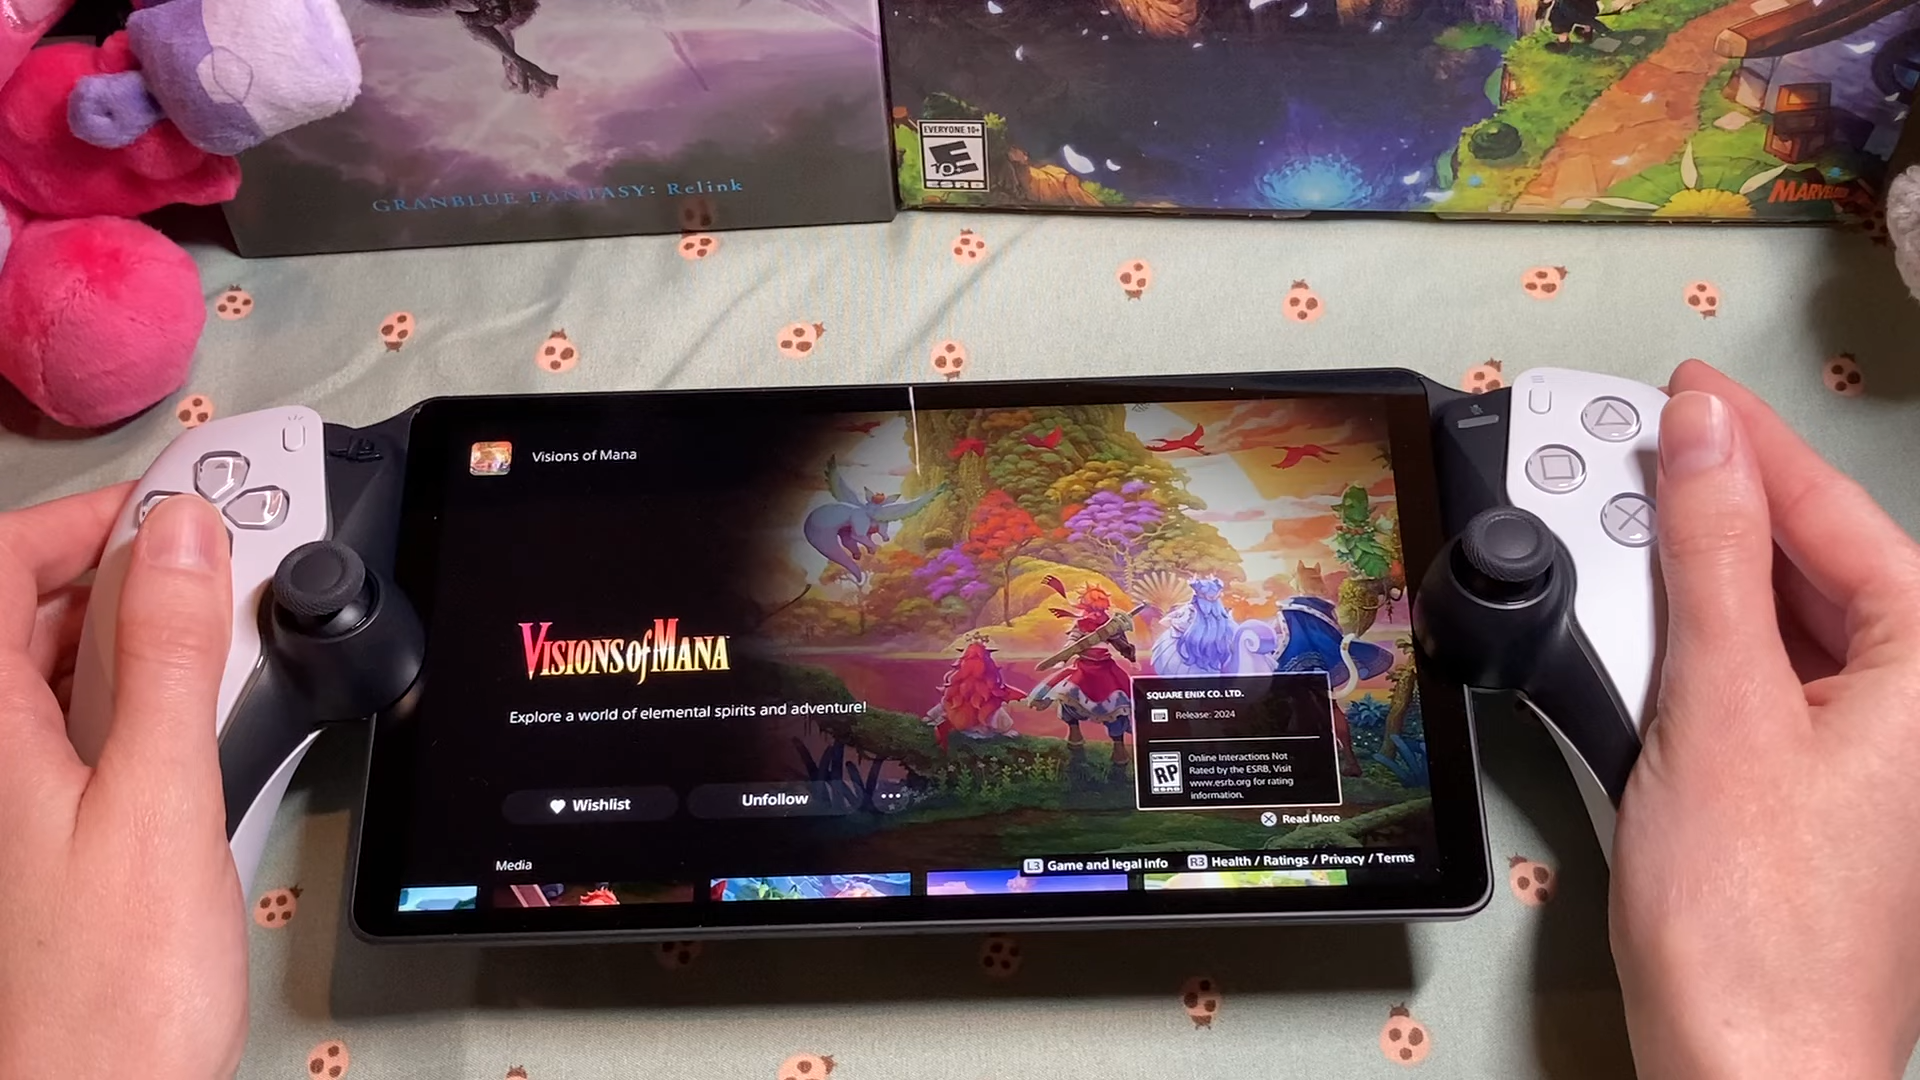 GRANBLUE FANTASY: Relink
EVERYONE 10+
E
10+
ESRB
MARVELOUS
Visions of Mana
VISIONS of MANA
Explore a world of elemental spirits and adventure!
Wishlist
Unfollow
...
SQUARE ENIX CO. LTD.
Release: 2024
RP
ESRB
Online Interactions Not
Rated by the ESRB, Visit
www.esrb.org for rating
information.
Read More
Media
L3 Game and legal info
R3 Health / Ratings / Privacy / Terms